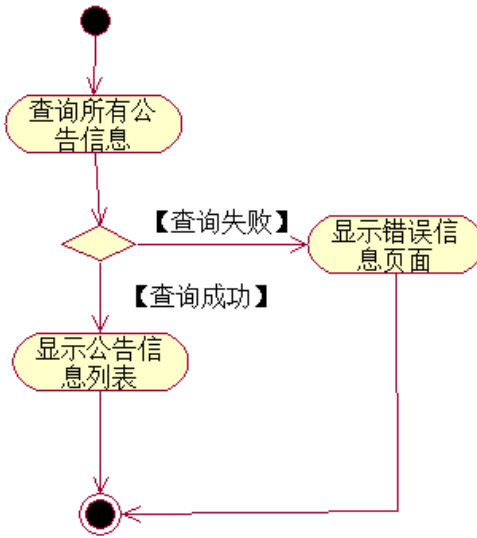 查询所有公
告信息
【查询失败】
显示错误信
息页面
【查询成功】
显示公告信
息列表